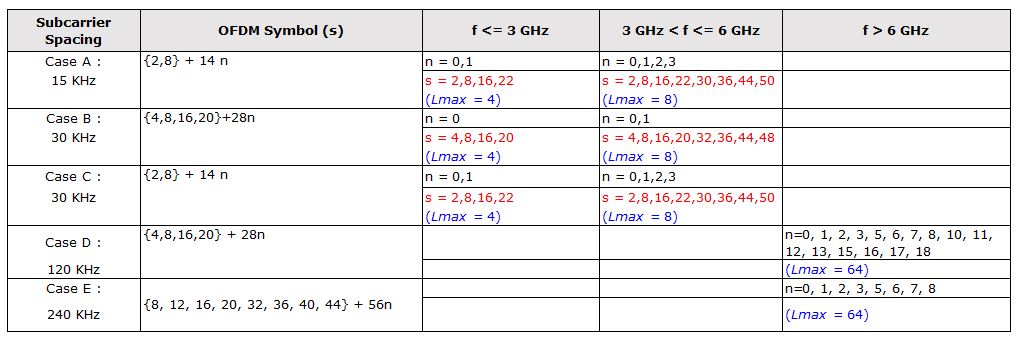 Subcarrier
Spacing
OFDM Symbol (s)
f <= 3 GHz
3 GHz < f <= 6 GHz
f > 6 GHz
Case A :
15 KHz
{2,8} + 14 n
n = 0,1
s = 2,8,16,22
(Lmax = 4)
n = 0,1,2,3
s = 2,8,16,22,30,36,44,50
(Lmax = 8)
Case B :
30 KHz
{4,8,16,20}+28n
n = 0
s = 4,8,16,20
(Lmax = 4)
n = 0,1
s = 4,8,16,20,32,36,44,48
(Lmax = 8)
Case C :
30 KHz
{2,8} + 14 n
n = 0,1
s = 2,8,16,22
(Lmax = 4)
n = 0,1,2,3
s = 2,8,16,22,30,36,44,50
(Lmax = 8)
Case D :
120 KHz
{4,8,16,20} + 28n
n=0, 1, 2, 3, 5, 6, 7, 8, 10, 11,
12, 13, 15, 16, 17, 18
(Lmax = 64)
Case E :
240 KHz
{8, 12, 16, 20, 32, 36, 40, 44} + 56n
n=0, 1, 2, 3, 5, 6, 7, 8
(Lmax = 64)